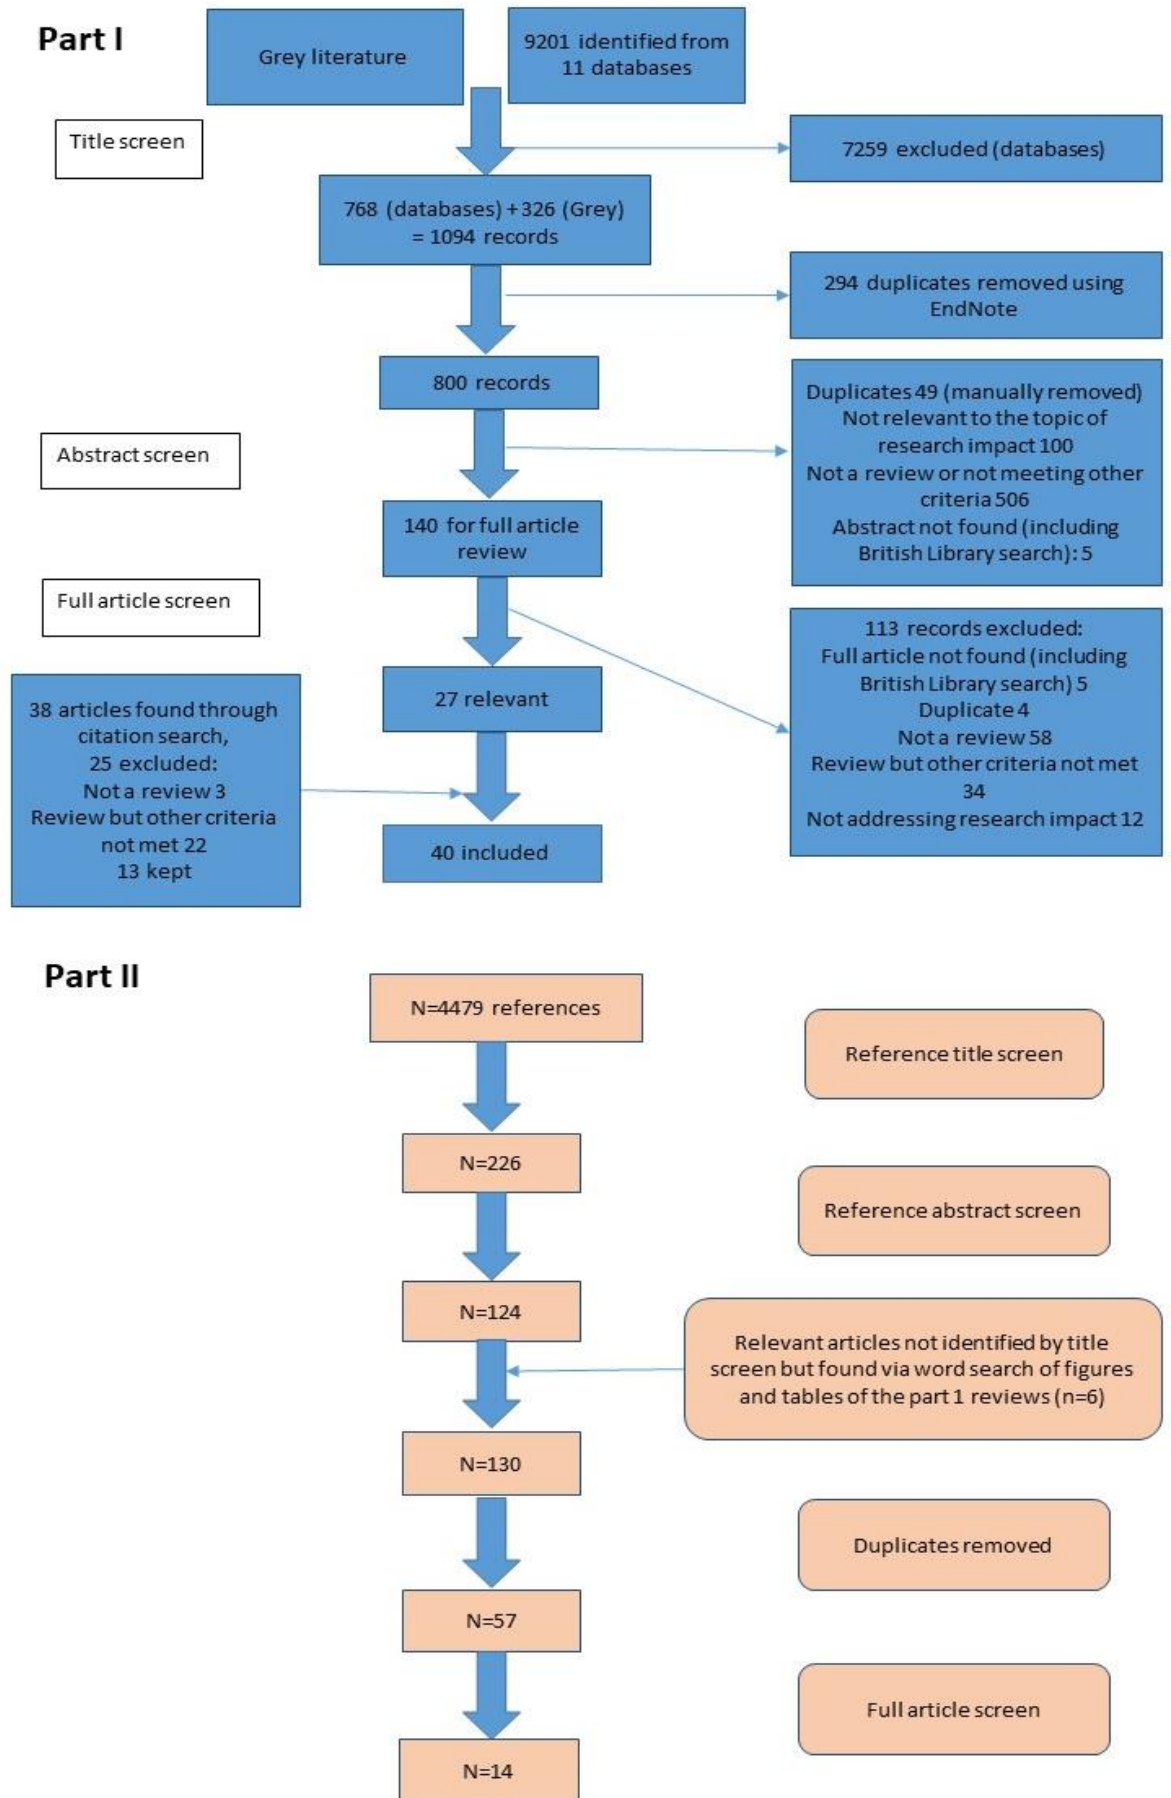 Part I
Grey literature
9201 identified from
11 databases
Title screen
7259 excluded (databases)
768 (databases) +326 (Grey)
= 1094 records
294 duplicates removed using
EndNote
800 records
Abstract screen
Duplicates 49 (manually removed)
Not relevant to the topic of
research impact 100
Not a review or not meeting other
criteria 506
Abstract not found (including
British Library search): 5
140 for full article
review
Full article screen
113 records excluded:
Full article not found (including
British Library search) 5
Duplicate 4
Not a review 58
Review but other criteria not met
34
Not addressing research impact 12
27 relevant
38 articles found through
citation search,
25 excluded:
Not a review 3
Review but other criteria
not met 22
13 kept
40 included
Part II
N=4479 references
Reference title screen
N=226
Reference abstract screen
N=124
Relevant articles not identified by title
screen but found via word search of figures
and tables of the part 1 reviews (n=6)
N=130
Duplicates removed
N=57
Full article screen
N=14